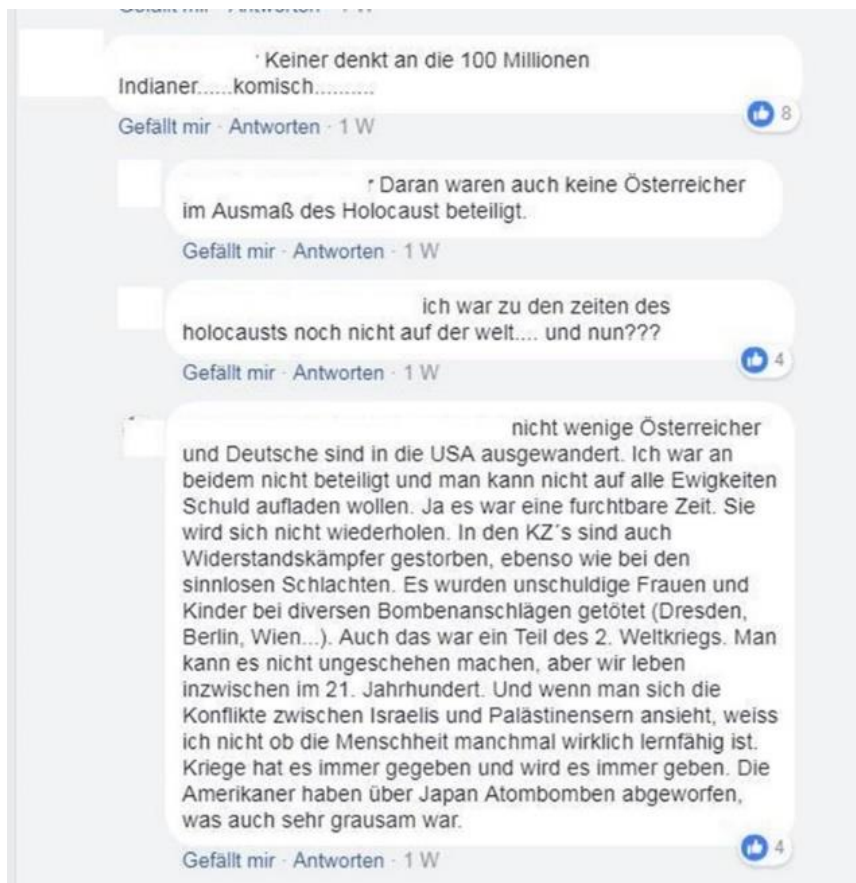 Keiner denkt an die 100 Millionen
Indianer......komisch..........
8
Gefällt mir · Antworten · 1 W
Daran waren auch keine Österreicher
im Ausmaß des Holocaust beteiligt.
Gefällt mir · Antworten · 1 W
ich war zu den zeiten des
holocausts noch nicht auf der welt.... und nun???
4
Gefällt mir · Antworten · 1 W
nicht wenige Österreicher
und Deutsche sind in die USA ausgewandert. Ich war an
beidem nicht beteiligt und man kann nicht auf alle Ewigkeiten
Schuld aufladen wollen. Ja es war eine furchtbare Zeit. Sie
wird sich nicht wiederholen. In den KZ´s sind auch
Widerstandskämpfer gestorben, ebenso wie bei den
sinnlosen Schlachten. Es wurden unschuldige Frauen und
Kinder bei diversen Bombenanschlägen getötet (Dresden,
Berlin, Wien...). Auch das war ein Teil des 2. Weltkriegs. Man
kann es nicht ungeschehen machen, aber wir leben
inzwischen im 21. Jahrhundert. Und wenn man sich die
Konflikte zwischen Israelis und Palästinensern ansieht, weiss
ich nicht ob die Menschheit manchmal wirklich lernfähig ist.
Kriege hat es immer gegeben und wird es immer geben. Die
Amerikaner haben über Japan Atombomben abgeworfen,
was auch sehr grausam war.
4
Gefällt mir · Antworten · 1 W